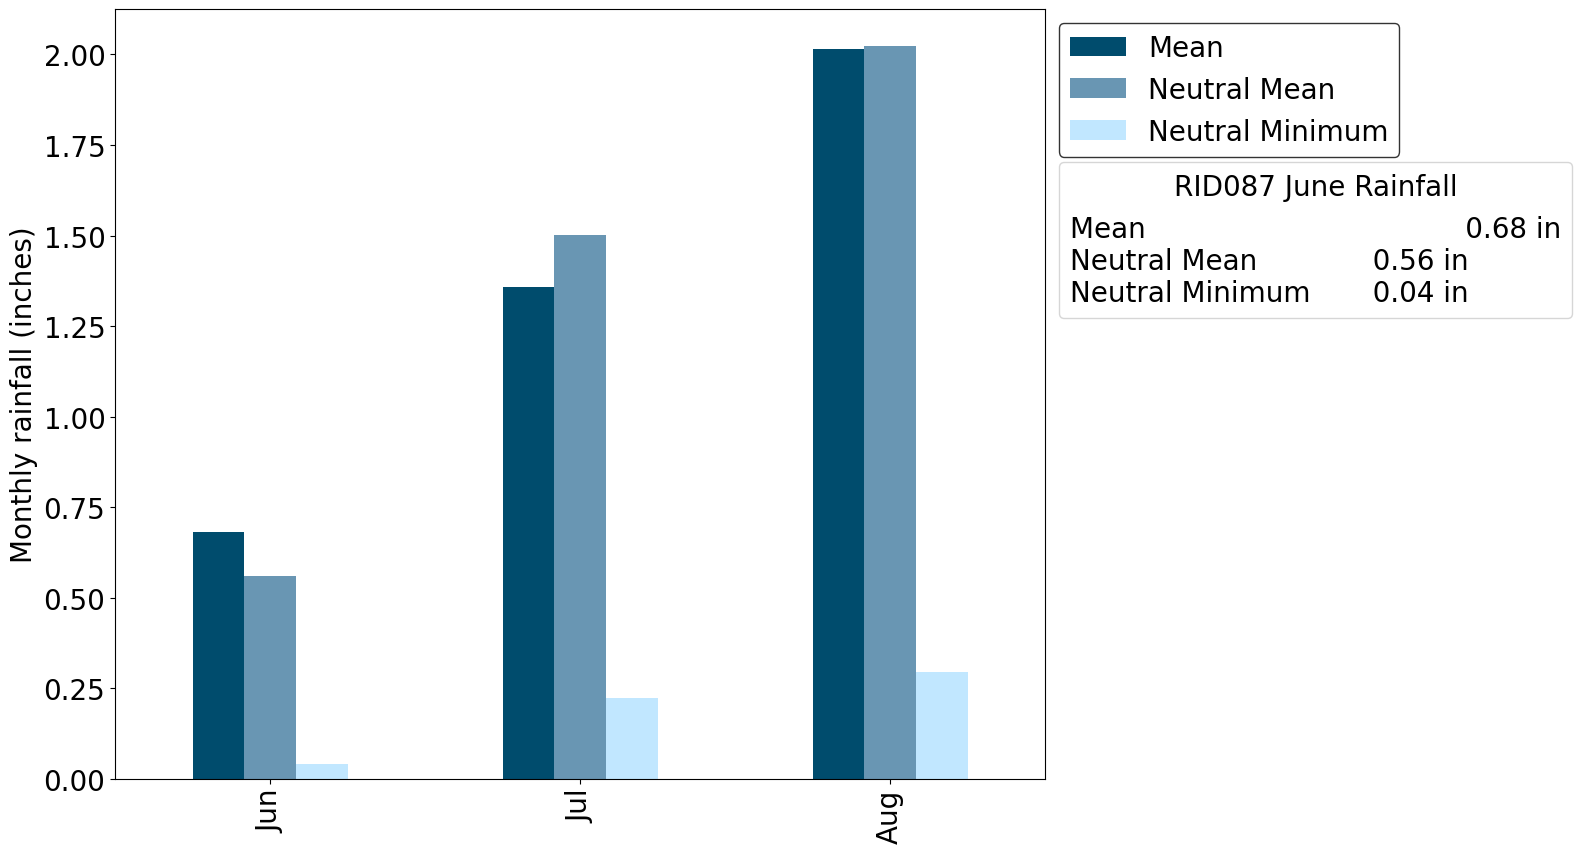 2.00
1.75
1.50
1.25
1.00
0.75
0.50
0.25
0.00
Monthly rainfall (inches)
Jun
Jul
Aug
Mean
Neutral Mean
Neutral Minimum
RID087 June Rainfall
Mean 0.68 in
Neutral Mean 0.56 in
Neutral Minimum 0.04 in